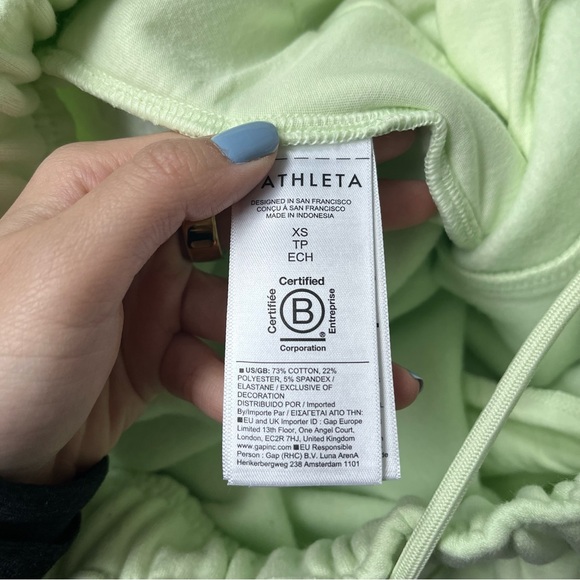 ATHLETA
DESIGNED IN SAN FRANCISCO
CONÇU À SAN FRANCISCO
MADE IN INDONESIA
XS
TP
ECH
Certified
Certifiée
B
®
Entreprise
Corporation
■ US/GB: 73% COTTON, 22%
POLYESTER, 5% SPANDEX /
ELASTANE / EXCLUSIVE OF
DECORATION
DISTRIBUIDO POR / Imported
By/Importe Par / ΕΙΣΑΓΕΤΑΙ ΑΠΟ ΤΗΝ:
■ EU and UK Importer ID : Gap Europe
Limited 13th Floor, One Angel Court,
London, EC2R 7HJ, United Kingdom
www.gapinc.com ■ EU Responsible
Person : Gap (RHC) B.V. Luna ArenA
Herikerbergweg 238 Amsterdam 1101